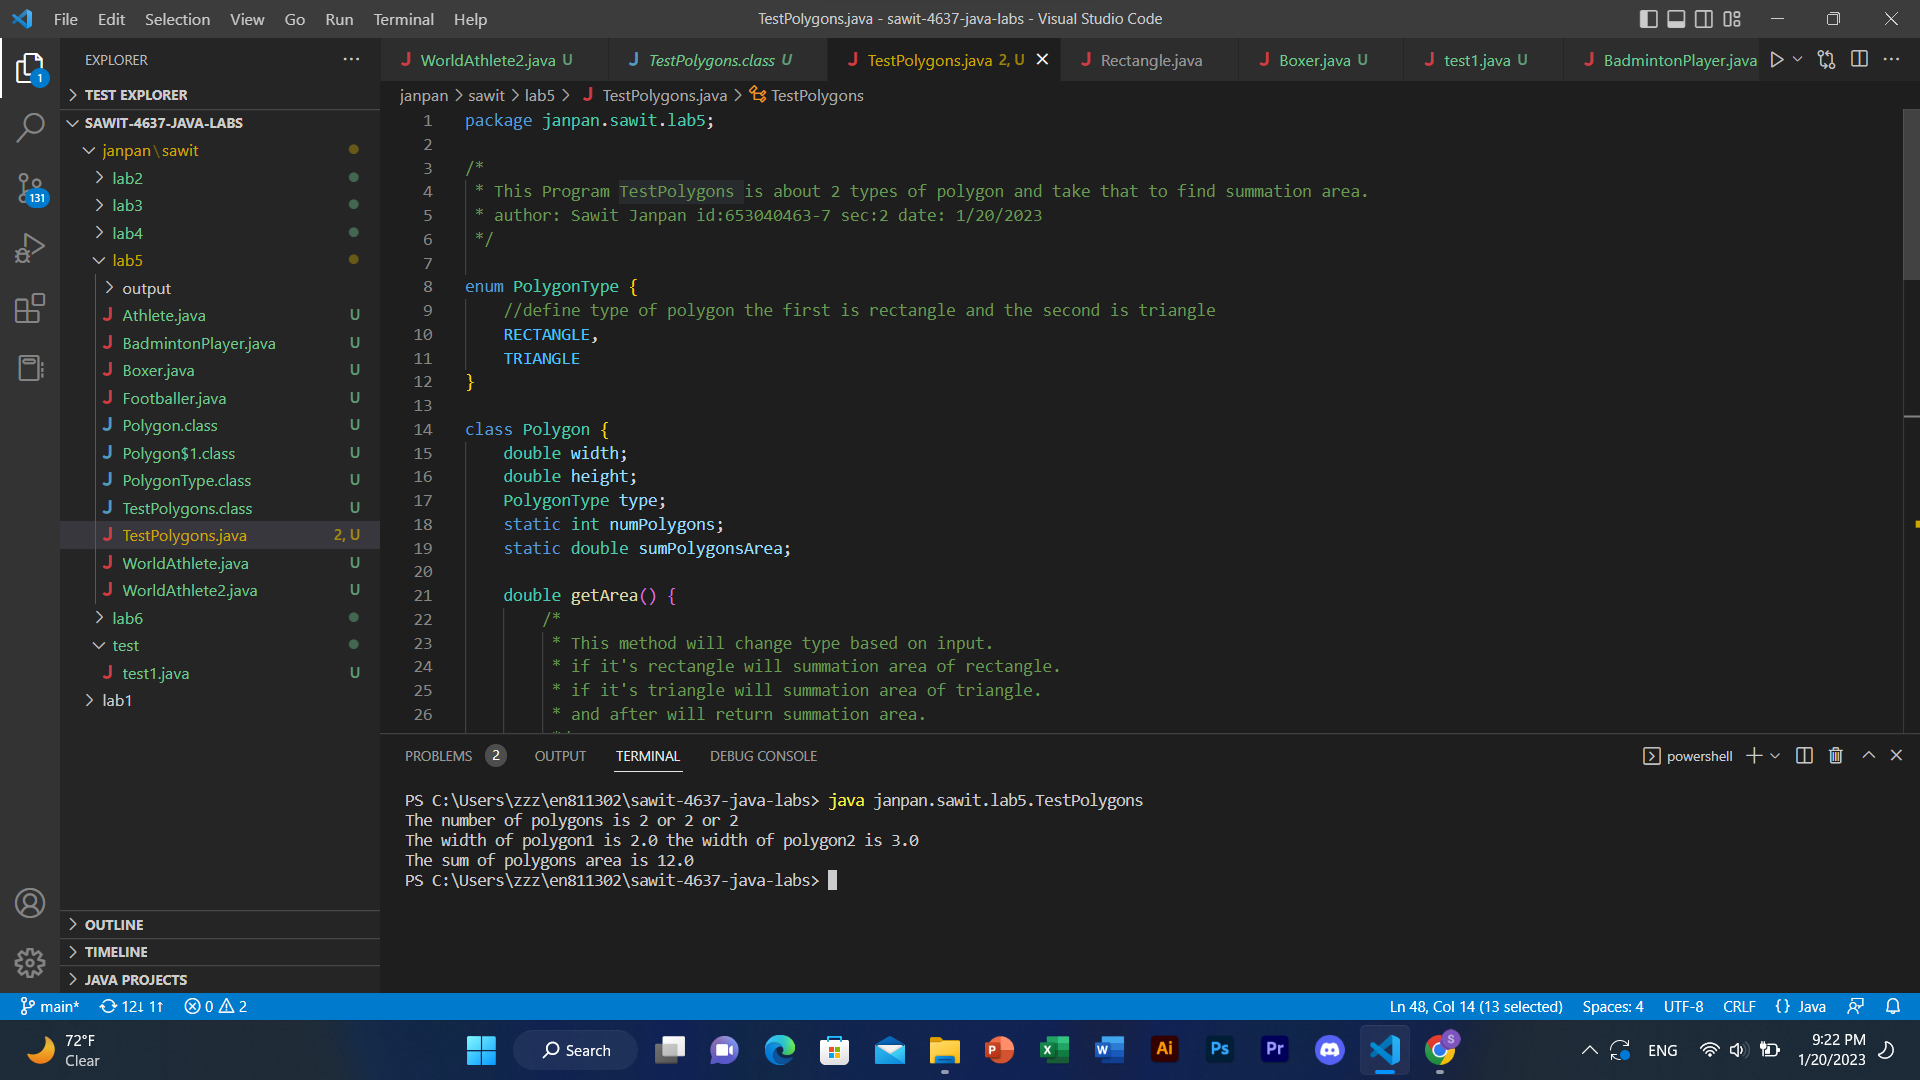 File Edit Selection View Go Run Terminal Help
TestPolygons.java - sawit-4637-java-labs - Visual Studio Code
EXPLORER
TEST EXPLORER
SAWIT-4637-JAVA-LABS
janpan\sawit
lab2
lab3
lab4
lab5
output
Athlete.java U
BadmintonPlayer.java U
Boxer.java U
Footballer.java U
Polygon.class U
Polygon$1.class U
PolygonType.class U
TestPolygons.class U
TestPolygons.java 2, U
WorldAthlete.java U
WorldAthlete2.java U
lab6
test
test1.java U
lab1
OUTLINE
TIMELINE
JAVA PROJECTS
1
131
WorldAthlete2.java U TestPolygons.class U TestPolygons.java 2, U Rectangle.java Boxer.java U test1.java U BadmintonPlayer.java
janpan > sawit > lab5 > TestPolygons.java > TestPolygons
1 package janpan.sawit.lab5;
2
3 /*
4 * This Program TestPolygons is about 2 types of polygon and take that to find summation area.
5 * author: Sawit Janpan id:653040463-7 sec:2 date: 1/20/2023
6 */
7
8 enum PolygonType {
9 //define type of polygon the first is rectangle and the second is triangle
10 RECTANGLE,
11 TRIANGLE
12 }
13
14 class Polygon {
15 double width;
16 double height;
17 PolygonType type;
18 static int numPolygons;
19 static double sumPolygonsArea;
20
21 double getArea() {
22 /*
23 * This method will change type based on input.
24 * if it's rectangle will summation area of rectangle.
25 * if it's triangle will summation area of triangle.
26 * and after will return summation area.
PROBLEMS 2 OUTPUT TERMINAL DEBUG CONSOLE
powershell
PS C:\Users\zzz\en811302\sawit-4637-java-labs> java janpan.sawit.lab5.TestPolygons
The number of polygons is 2 or 2 or 2
The width of polygon1 is 2.0 the width of polygon2 is 3.0
The sum of polygons area is 12.0
PS C:\Users\zzz\en811302\sawit-4637-java-labs>
main* 12↓ 1↑ 0 2
Ln 48, Col 14 (13 selected) Spaces: 4 UTF-8 CRLF {} Java
72°F
Clear
Search
P X W Ai Ps Pr S
ENG
9:22 PM
1/20/2023